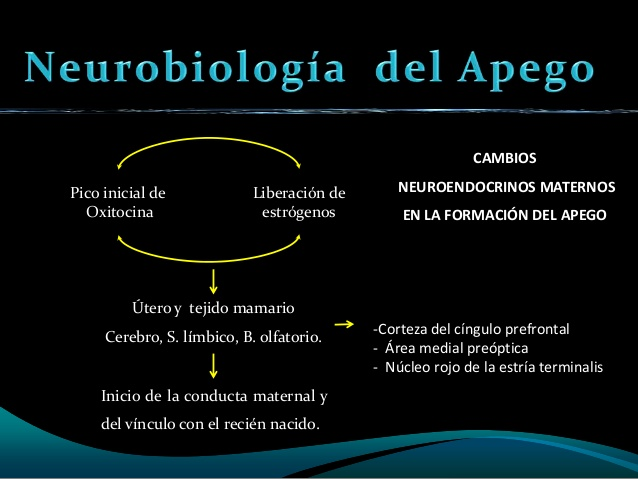 Neurobiología del Apego
CAMBIOS
NEUROENDOCRINOS MATERNOS
EN LA FORMACIÓN DEL APEGO
Pico inicial de
Oxitocina
Liberación de
estrógenos
Útero y tejido mamario
Cerebro, S. límbico, B. olfatorio.
-Corteza del cíngulo prefrontal
- Área medial preóptica
- Núcleo rojo de la estría terminalis
Inicio de la conducta maternal y
del vínculo con el recién nacido.